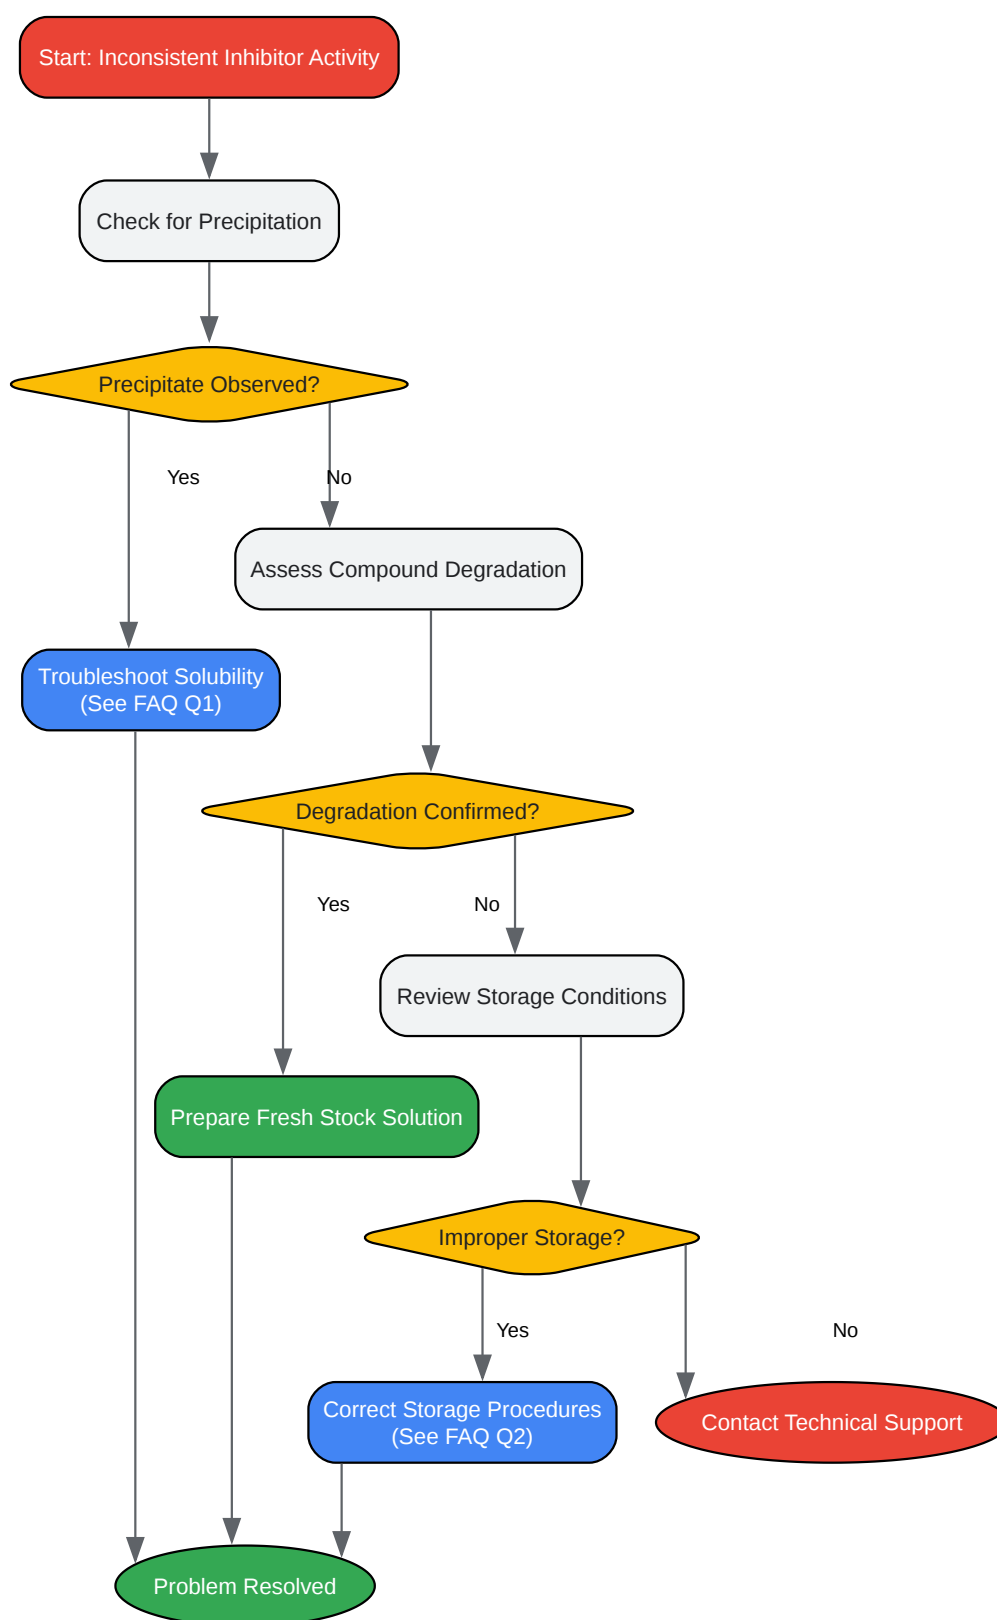 Start: Inconsistent Inhibitor Activity
Check for Precipitation
Precipitate Observed?
Yes
No
Assess Compound Degradation
Troubleshoot Solubility
(See FAQ Q1)
Degradation Confirmed?
Yes
No
Review Storage Conditions
Prepare Fresh Stock Solution
Improper Storage?
Yes
No
Correct Storage Procedures
(See FAQ Q2)
Contact Technical Support
Problem Resolved